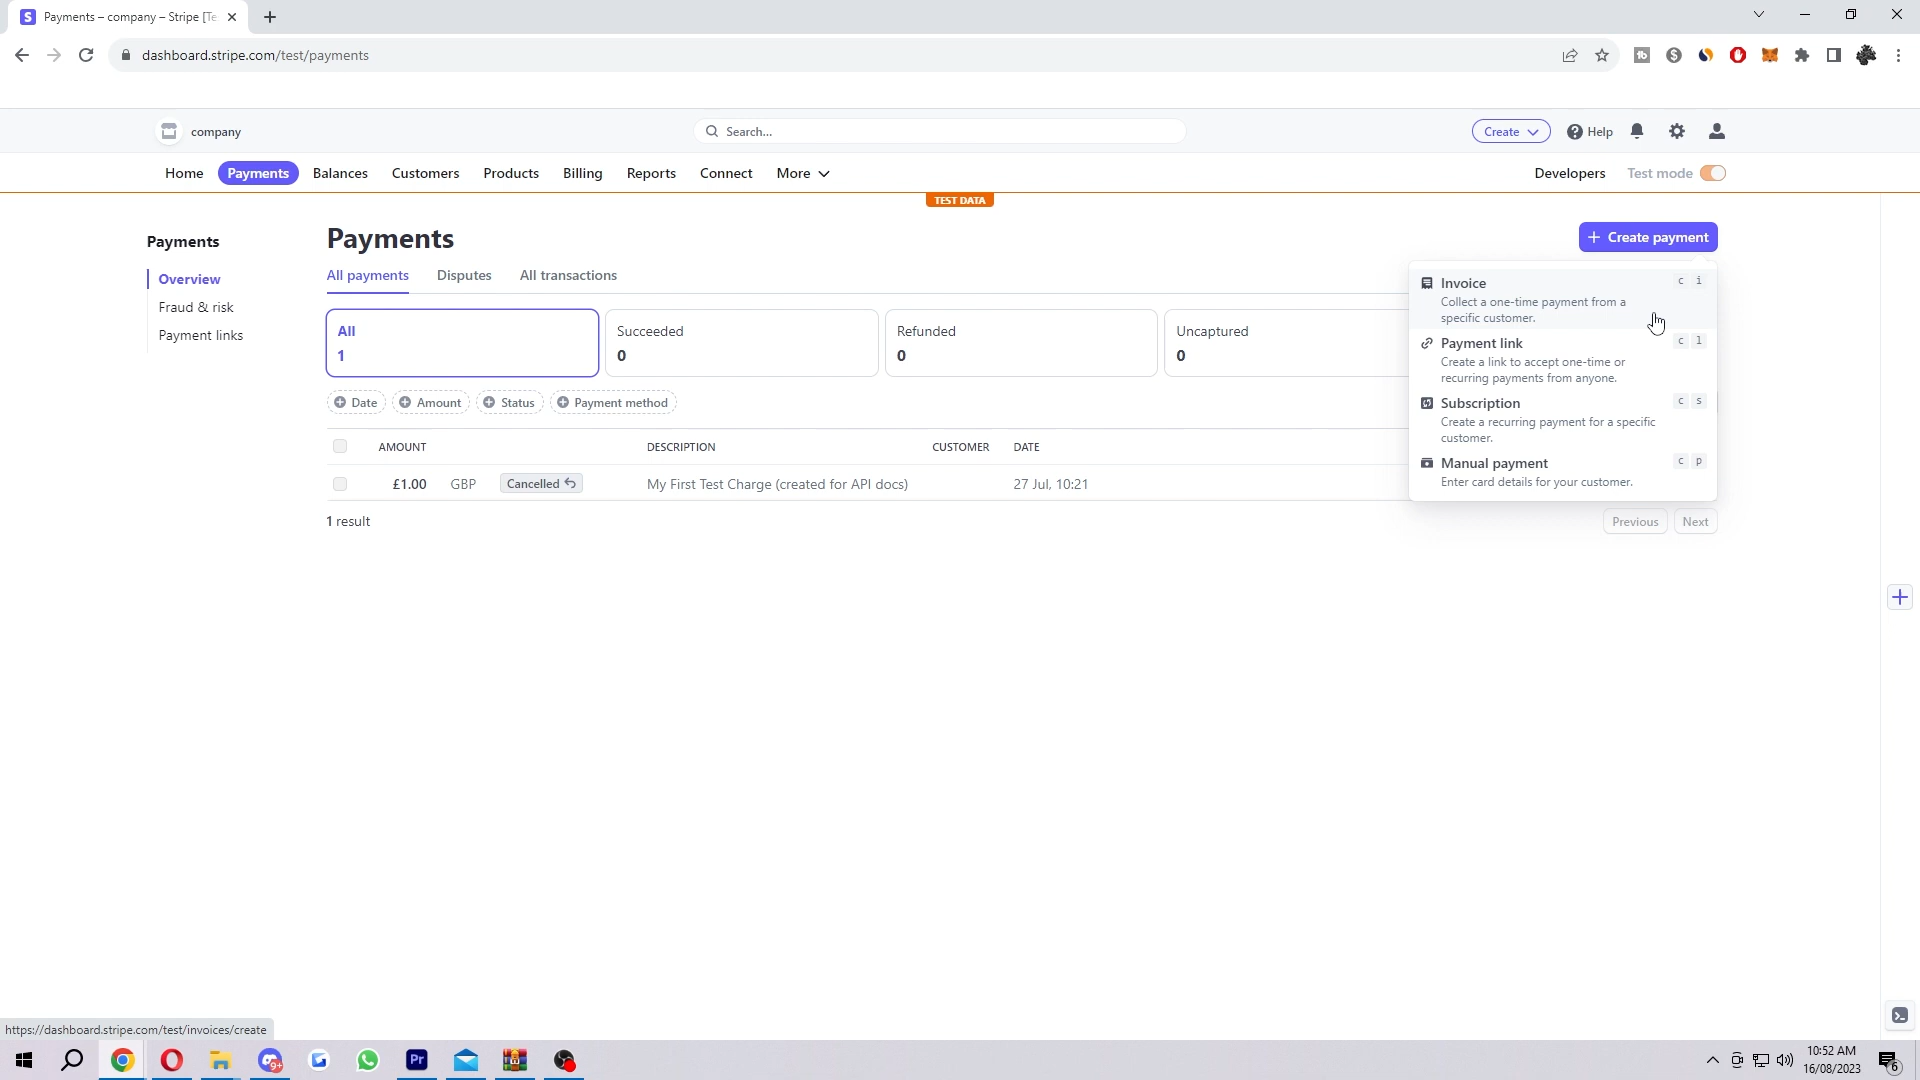 Payments – company – Stripe [Te
dashboard.stripe.com/test/payments
company
Search...
Create
Help
Home
Payments
Balances
Customers
Products
Billing
Reports
Connect
More
Developers
Test mode
TEST DATA
Payments
Overview
Fraud & risk
Payment links
Payments
Create payment
All payments
Disputes
All transactions
All
1
Succeeded
0
Refunded
0
Uncaptured
0
Date
Amount
Status
Payment method
AMOUNT
DESCRIPTION
CUSTOMER
DATE
£1.00 GBP
Cancelled
My First Test Charge (created for API docs)
27 Jul, 10:21
1 result
Previous
Next
Invoice
c i
Collect a one-time payment from a
specific customer.
Payment link
c l
Create a link to accept one-time or
recurring payments from anyone.
Subscription
c s
Create a recurring payment for a specific
customer.
Manual payment
c p
Enter card details for your customer.
https://dashboard.stripe.com/test/invoices/create
9+
Pr
10:52 AM
16/08/2023
6